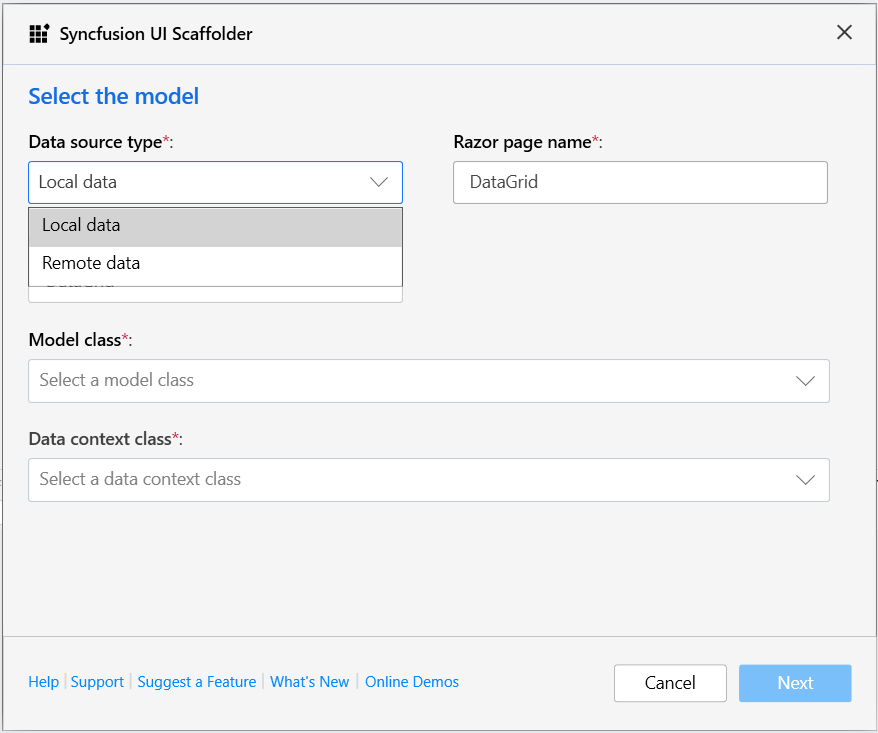 Syncfusion UI Scaffolder
Select the model
Data source type*:
Razor page name*:
Local data
DataGrid
Local data
Remote data
Model class*:
Select a model class
Data context class*:
Select a data context class
Help | Support | Suggest a Feature | What's New | Online Demos
Cancel
Next